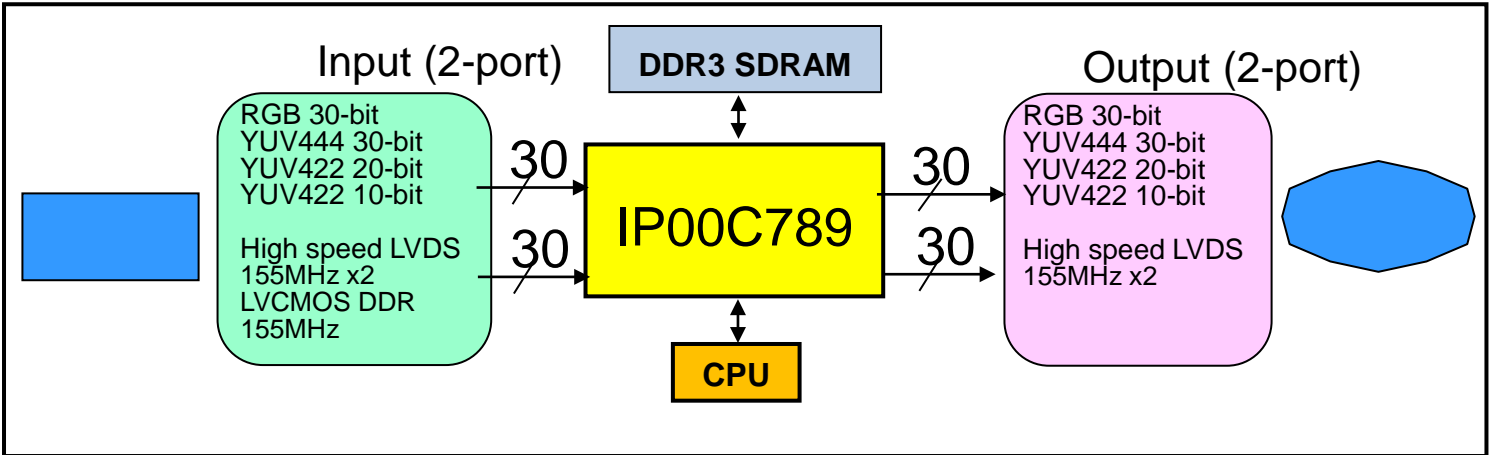 Input (2-port)
DDR3 SDRAM
Output (2-port)
RGB 30-bit
YUV444 30-bit
YUV422 20-bit
YUV422 10-bit
High speed LVDS
155MHz x2
LVCMOS DDR
155MHz
30
30
IP00C789
30
30
RGB 30-bit
YUV444 30-bit
YUV422 20-bit
YUV422 10-bit
High speed LVDS
155MHz x2
CPU